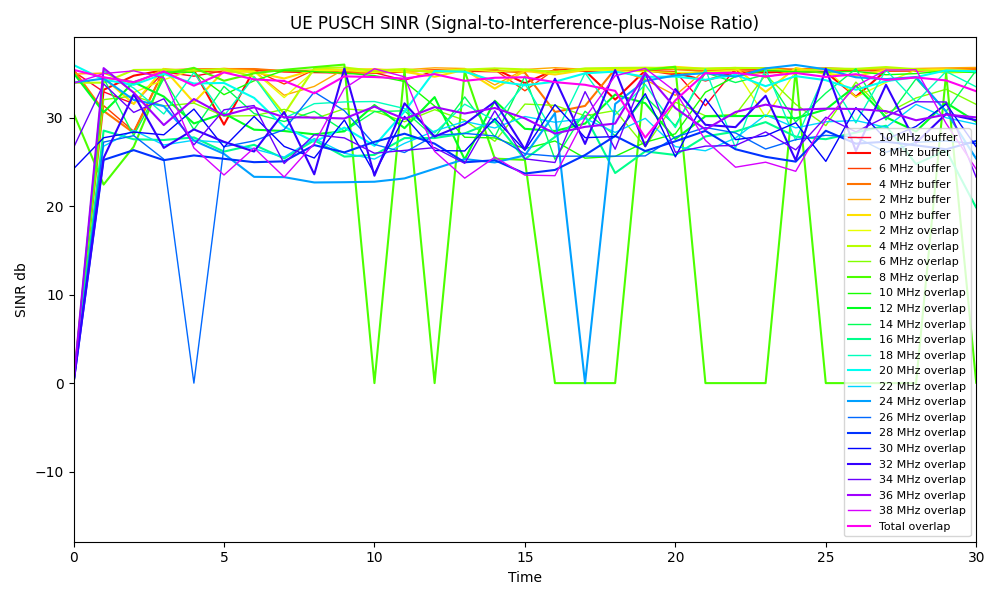 UE PUSCH SINR (Signal-to-Interference-plus-Noise Ratio)
SINR db
30
20
10
0
−10
0
5
10
15
20
25
30
Time
10 MHz buffer
8 MHz buffer
6 MHz buffer
4 MHz buffer
2 MHz buffer
0 MHz buffer
2 MHz overlap
4 MHz overlap
6 MHz overlap
8 MHz overlap
10 MHz overlap
12 MHz overlap
14 MHz overlap
16 MHz overlap
18 MHz overlap
20 MHz overlap
22 MHz overlap
24 MHz overlap
26 MHz overlap
28 MHz overlap
30 MHz overlap
32 MHz overlap
34 MHz overlap
36 MHz overlap
38 MHz overlap
Total overlap